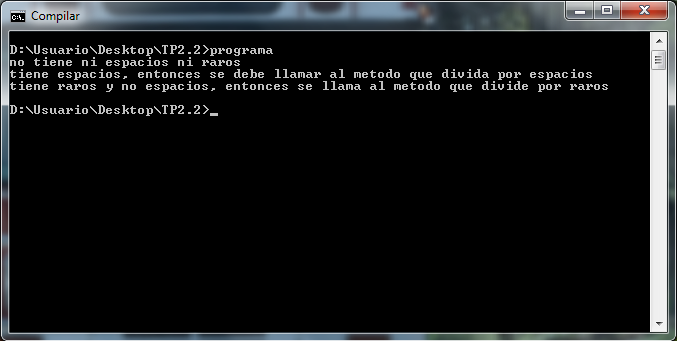 Compilar
D:\Usuario\Desktop\TP2.2>programa
no tiene ni espacios ni raros
tiene espacios, entonces se debe llamar al metodo que divida por espacios
tiene raros y no espacios, entonces se llama al metodo que divide por raros
D:\Usuario\Desktop\TP2.2>_